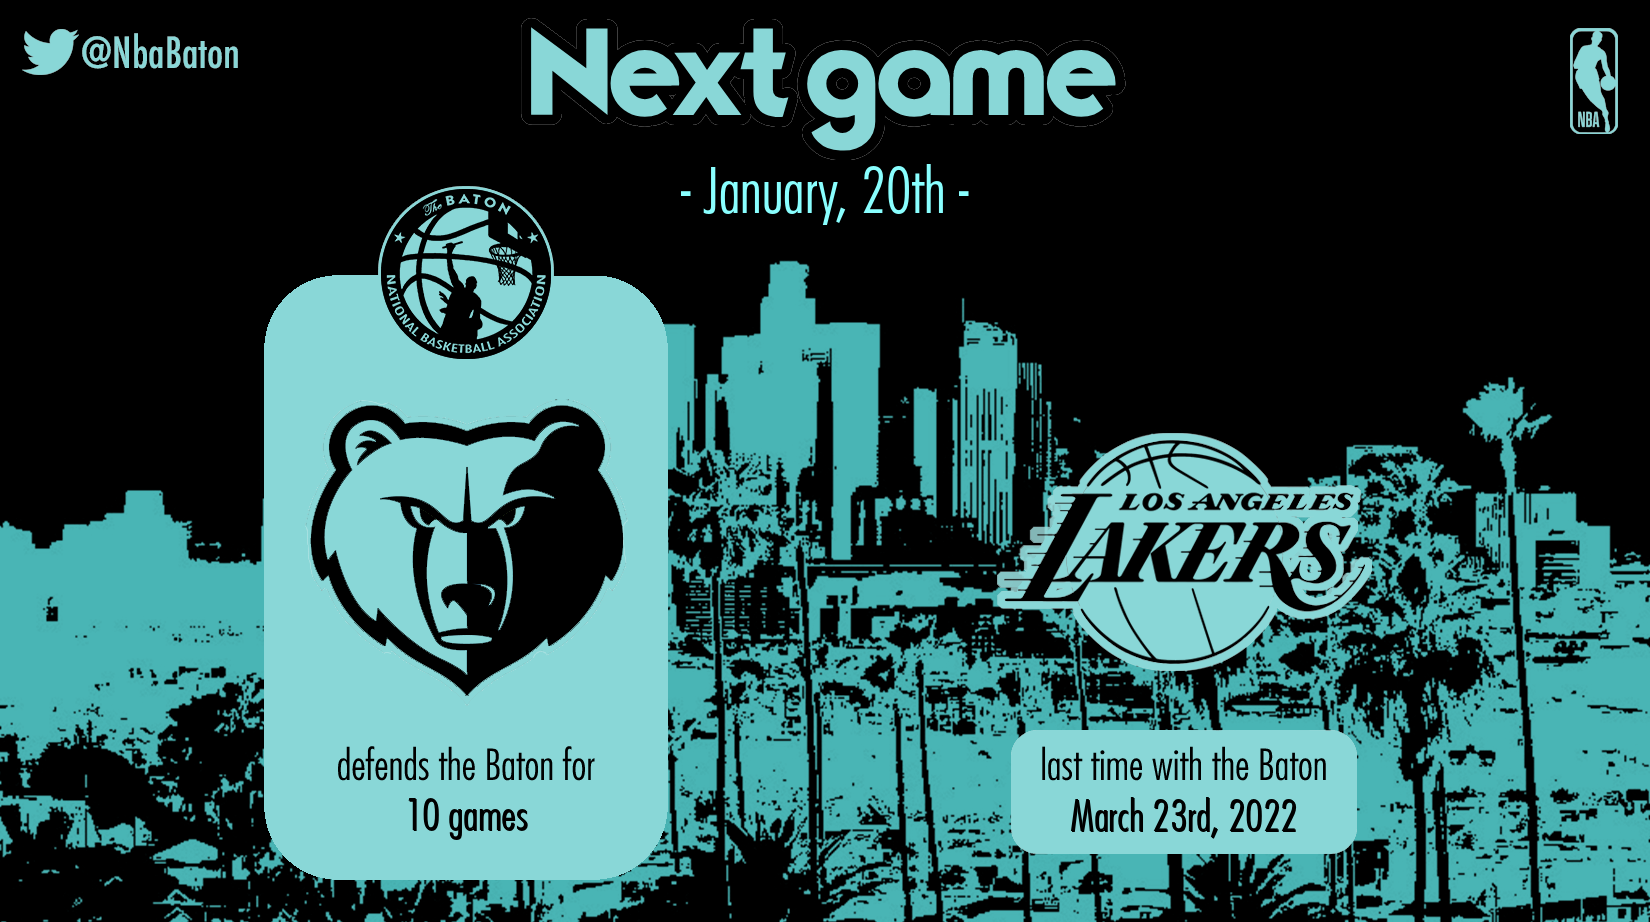 @NbaBaton
Next game
NBA
- January, 20th -
The BATON
NATIONAL BASKETBALL ASSOCIATION
LOS ANGELES
LAKERS
defends the Baton for
10 games
last time with the Baton
March 23rd, 2022